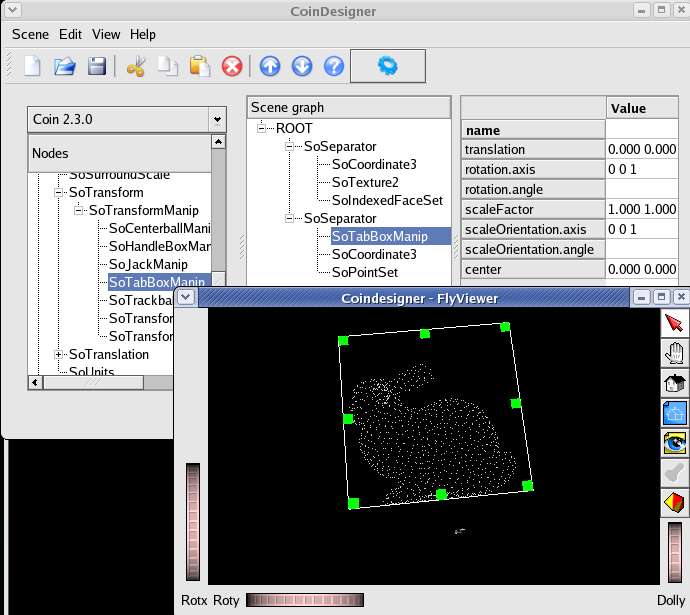 CoinDesigner
Scene Edit View Help
Coin 2.3.0
Nodes
SoSurroundScale
SoTransform
SoTransformManip
SoCenterballMani
SoHandleBoxMan
SoJackManip
SoTabBoxManip
SoTrackba
SoTransfor
SoTransfor
SoTranslation
SoUnits
Scene graph
ROOT
SoSeparator
SoCoordinate3
SoTexture2
SoIndexedFaceSet
SoSeparator
SoTabBoxManip
SoCoordinate3
SoPointSet
Value
name
translation 0.000 0.000
rotation.axis 0 0 1
rotation.angle
scaleFactor 1.000 1.000
scaleOrientation.axis 0 0 1
scaleOrientation.angle
center 0.000 0.000
Coindesigner - FlyViewer
Rotx Roty Dolly